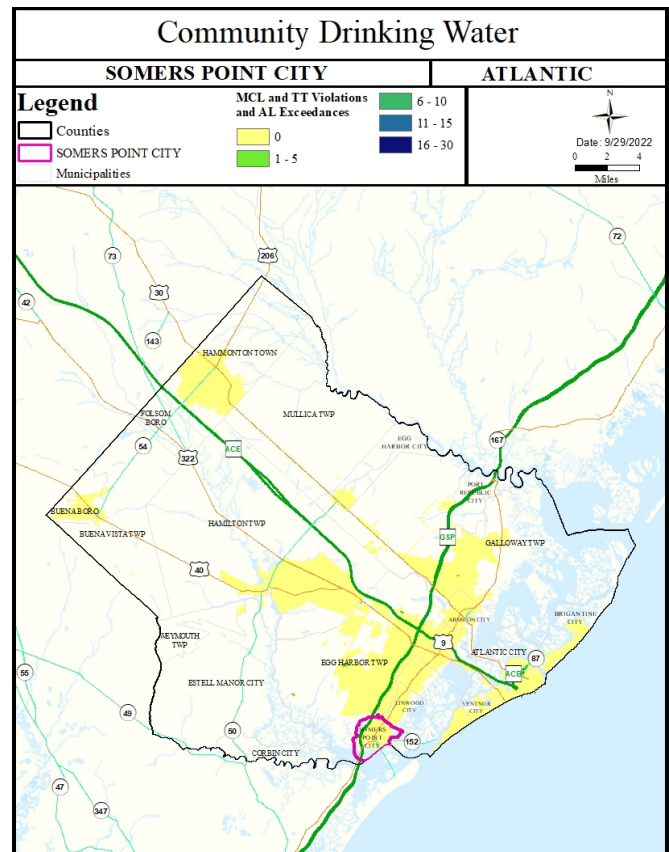 Community Drinking Water
SOMERS POINT CITY
ATLANTIC
Legend
Counties
SOMERS POINT CITY
Municipalities
MCL and TT Violations
and AL Exceedances
0
1 - 5
6 - 10
11 - 15
16 - 30
N
Date: 9/29/2022
0 2 4
Miles
72
73
206
42
30
143
HAMMONTON TOWN
FOLSOM
BORO
MULLICA TWP
EGG
HARBOR CITY
167
54
322
ACE
PORT
REPUBLIC
CITY
BUENA BORO
HAMILTON TWP
GSP
BUENA VISTA TWP
GALLOWAY TWP
40
BRIGANTINE
CITY
ABSECON CITY
WEYMOUTH
TWP
9
ATLANTIC CITY
87
EGG HARBOR TWP
55
ESTELL MANOR CITY
LINWOOD
CITY
VENTNOR
CITY
49
50
SOMERS
POINT
CITY
152
CORBIN CITY
47
347